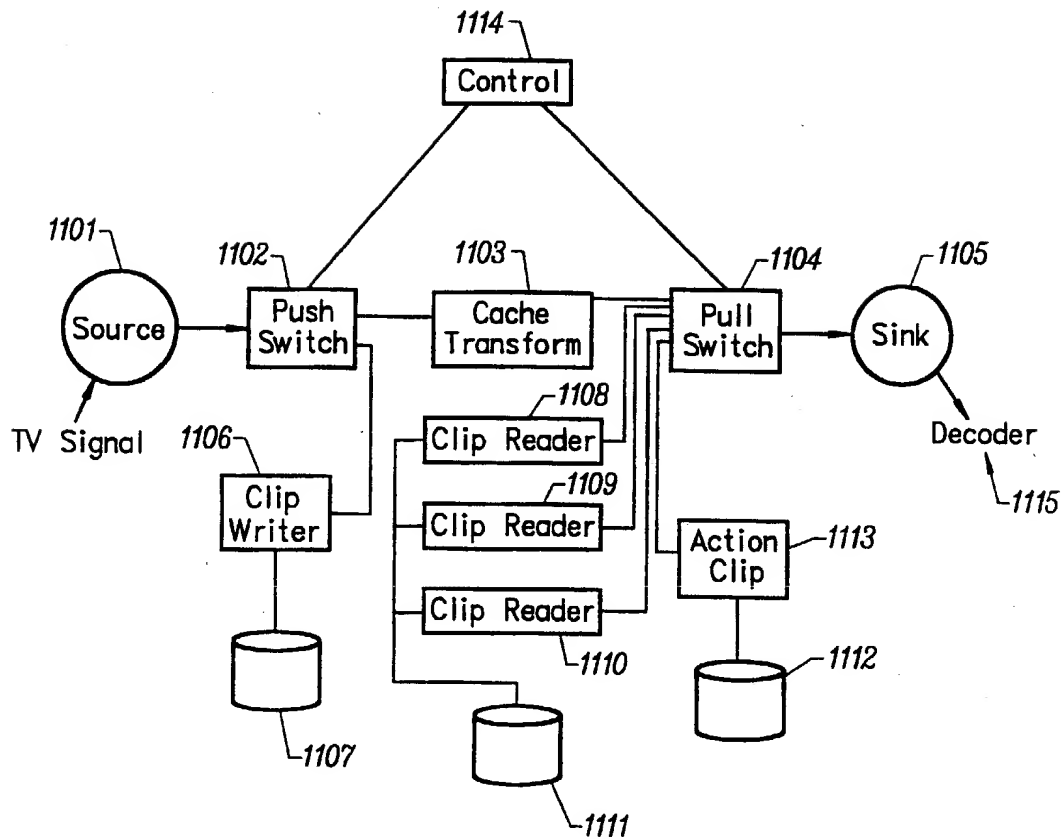 1114
Control
1101
1102
1103
1104
1105
Source
Push
Switch
Cache
Transform
Pull
Switch
Sink
TV Signal
1106
1108
Clip Reader
Decoder
1115
Clip
Writer
1109
Clip Reader
Action
Clip
1113
Clip Reader
1110
1107
1112
1111